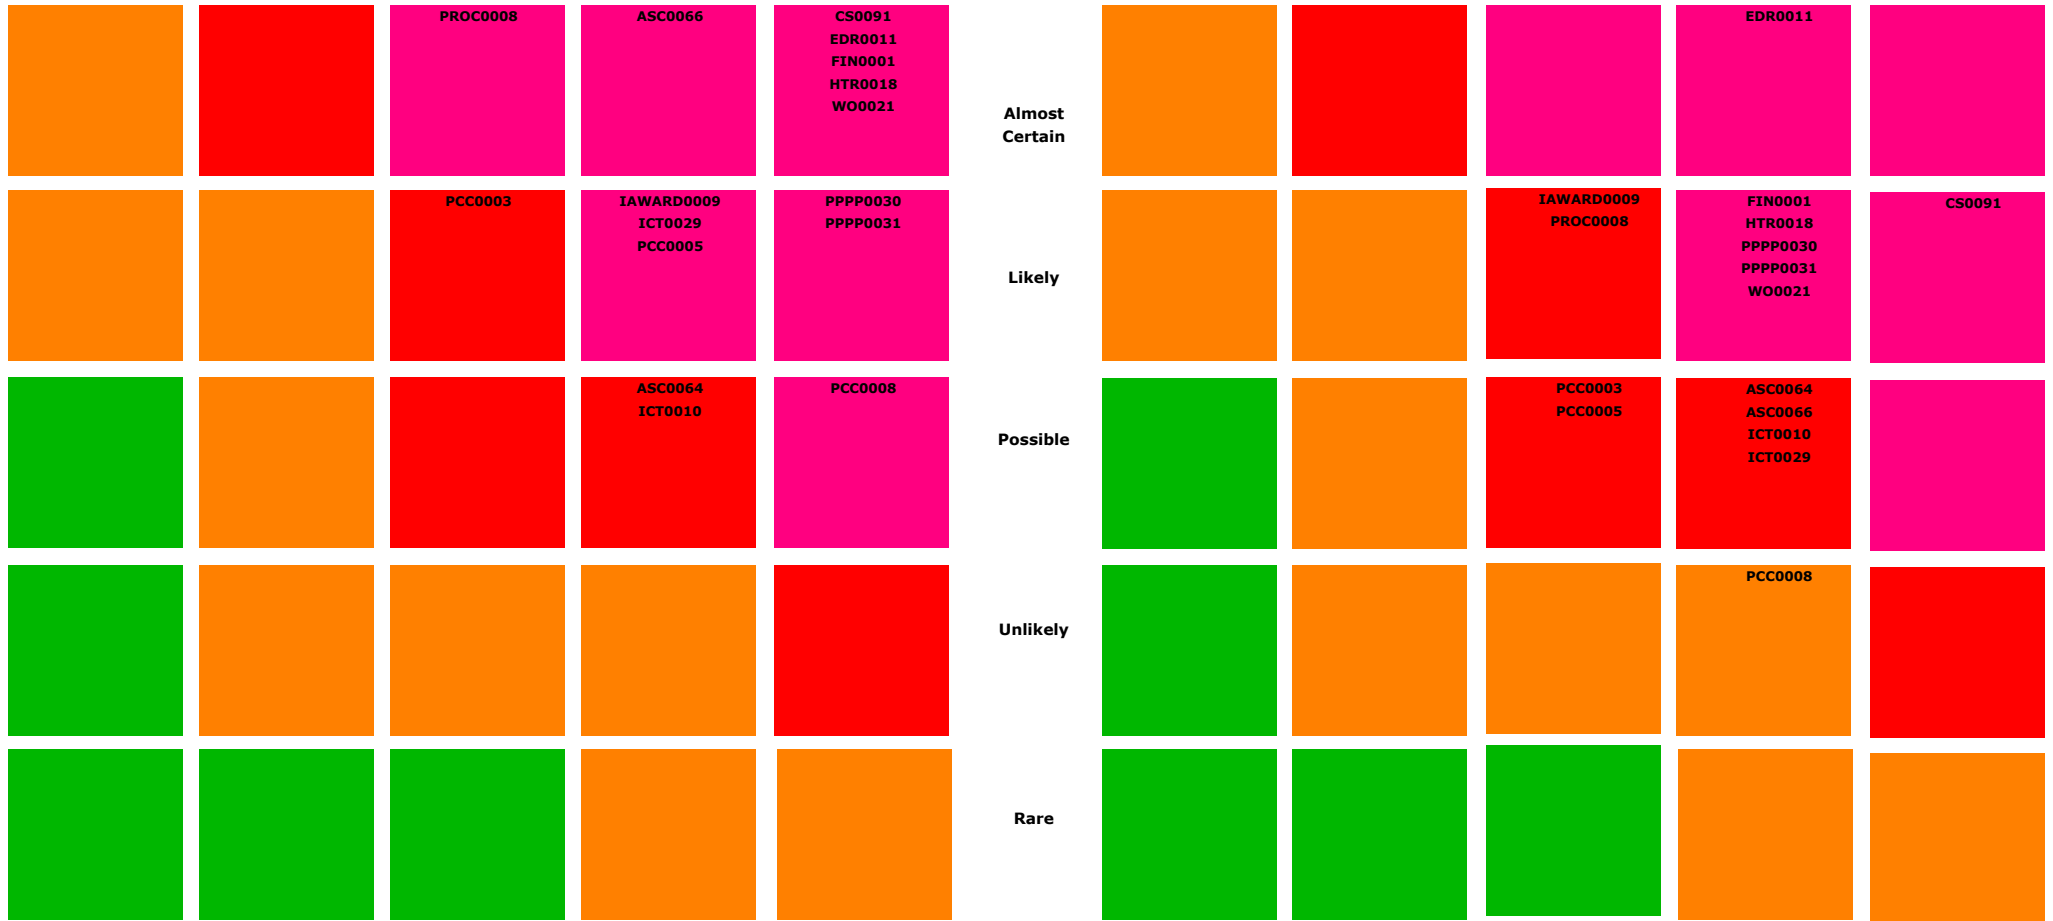 PROC0008
ASC0066
CS0091
EDR0011
FIN0001
HTR0018
WO0021
Almost
Certain
EDR0011
PCC0003
IAWARD0009
ICT0029
PCC0005
PPPP0030
PPPP0031
Likely
IAWARD0009
PROC0008
FIN0001
HTR0018
PPPP0030
PPPP0031
WO0021
CS0091
ASC0064
ICT0010
PCC0008
Possible
PCC0003
PCC0005
ASC0064
ASC0066
ICT0010
ICT0029
Unlikely
PCC0008
Rare